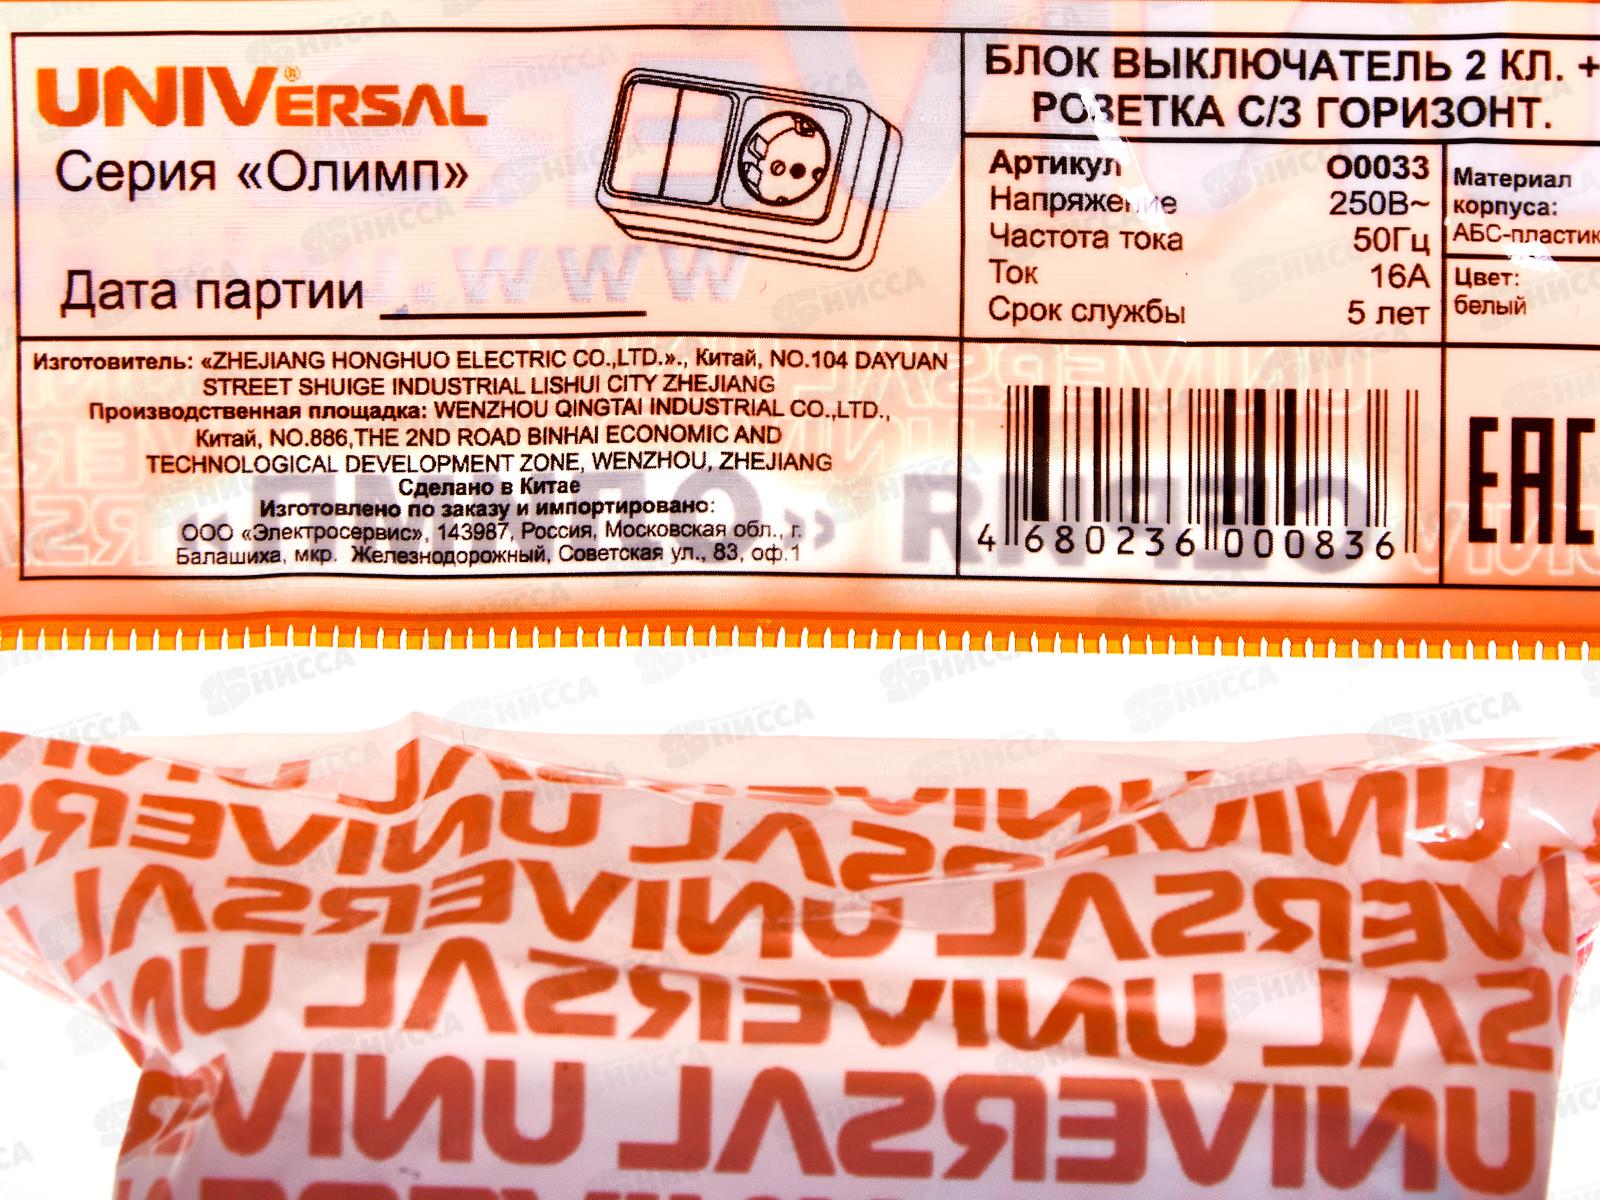 UNIVERSAL®
Серия «Олимп»
Дата партии
БЛОК ВЫКЛЮЧАТЕЛЬ 2 КЛ. +
РОЗЕТКА С/З ГОРИЗОНТ.
Артикул О0033
Напряжение 250В~
Частота тока 50Гц
Ток 16А
Срок службы 5 лет
Материал
корпуса:
АБС-пластик
Цвет:
белый
Изготовитель: «ZHEJIANG HONGHUO ELECTRIC CO.,LTD.»., Китай, NO.104 DAYUAN
STREET SHUIGE INDUSTRIAL LISHUI CITY ZHEJIANG
Производственная площадка: WENZHOU QINGTAI INDUSTRIAL CO.,LTD.,
Китай, NO.886,THE 2ND ROAD BINHAI ECONOMIC AND
TECHNOLOGICAL DEVELOPMENT ZONE, WENZHOU, ZHEJIANG
Сделано в Китае
Изготовлено по заказу и импортировано:
ООО «Электросервис», 143987, Россия, Московская обл., г.
Балашиха, мкр. Железнодорожный, Советская ул., 83, оф.1
4 680236 000836
EAC
UNIVERSAL UNIVERSAL
UNIVERSAL UNIVERSAL
UNIVERSAL UNIVERSAL
UNIVERSAL UNIVERSAL